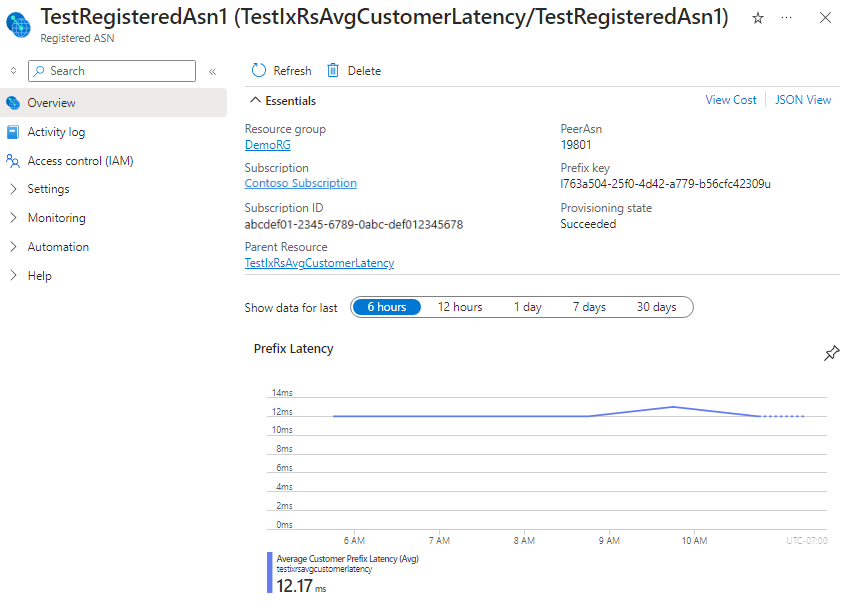 TestRegisteredAsn1 (TestIxRsAvgCustomerLatency/TestRegisteredAsn1)
Registered ASN
Search
Refresh
Delete
Overview
Activity log
Access control (IAM)
Settings
Monitoring
Automation
Help
Essentials
View Cost
JSON View
Resource group
DemoRG
Subscription
Contoso Subscription
Subscription ID
abcdef01-2345-6789-0abc-def012345678
Parent Resource
TestIxRsAvgCustomerLatency
PeerAsn
19801
Prefix key
l763a504-25f0-4d42-a779-b56cfc42309u
Provisioning state
Succeeded
Show data for last
6 hours
12 hours
1 day
7 days
30 days
Prefix Latency
14ms
12ms
10ms
8ms
6ms
4ms
2ms
0ms
6 AM
7 AM
8 AM
9 AM
10 AM
UTC-07:00
Average Customer Prefix Latency (Avg)
testixrsavgcustomerlatency
12.17 ms